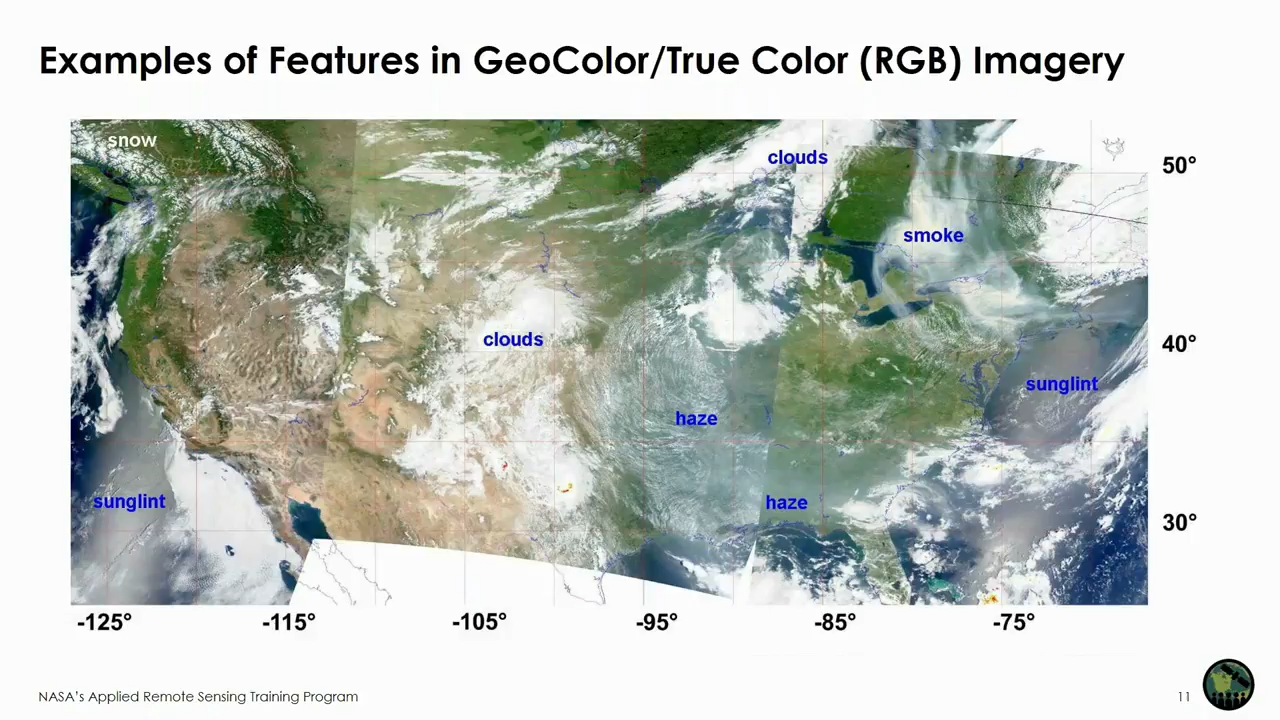 Examples of Features in GeoColor/True Color (RGB) Imagery
snow
clouds
50°
smoke
clouds
40°
sunglint
haze
sunglint
haze
30°
-125°
-115°
-105°
-95°
-85°
-75°
NASA's Applied Remote Sensing Training Program
11